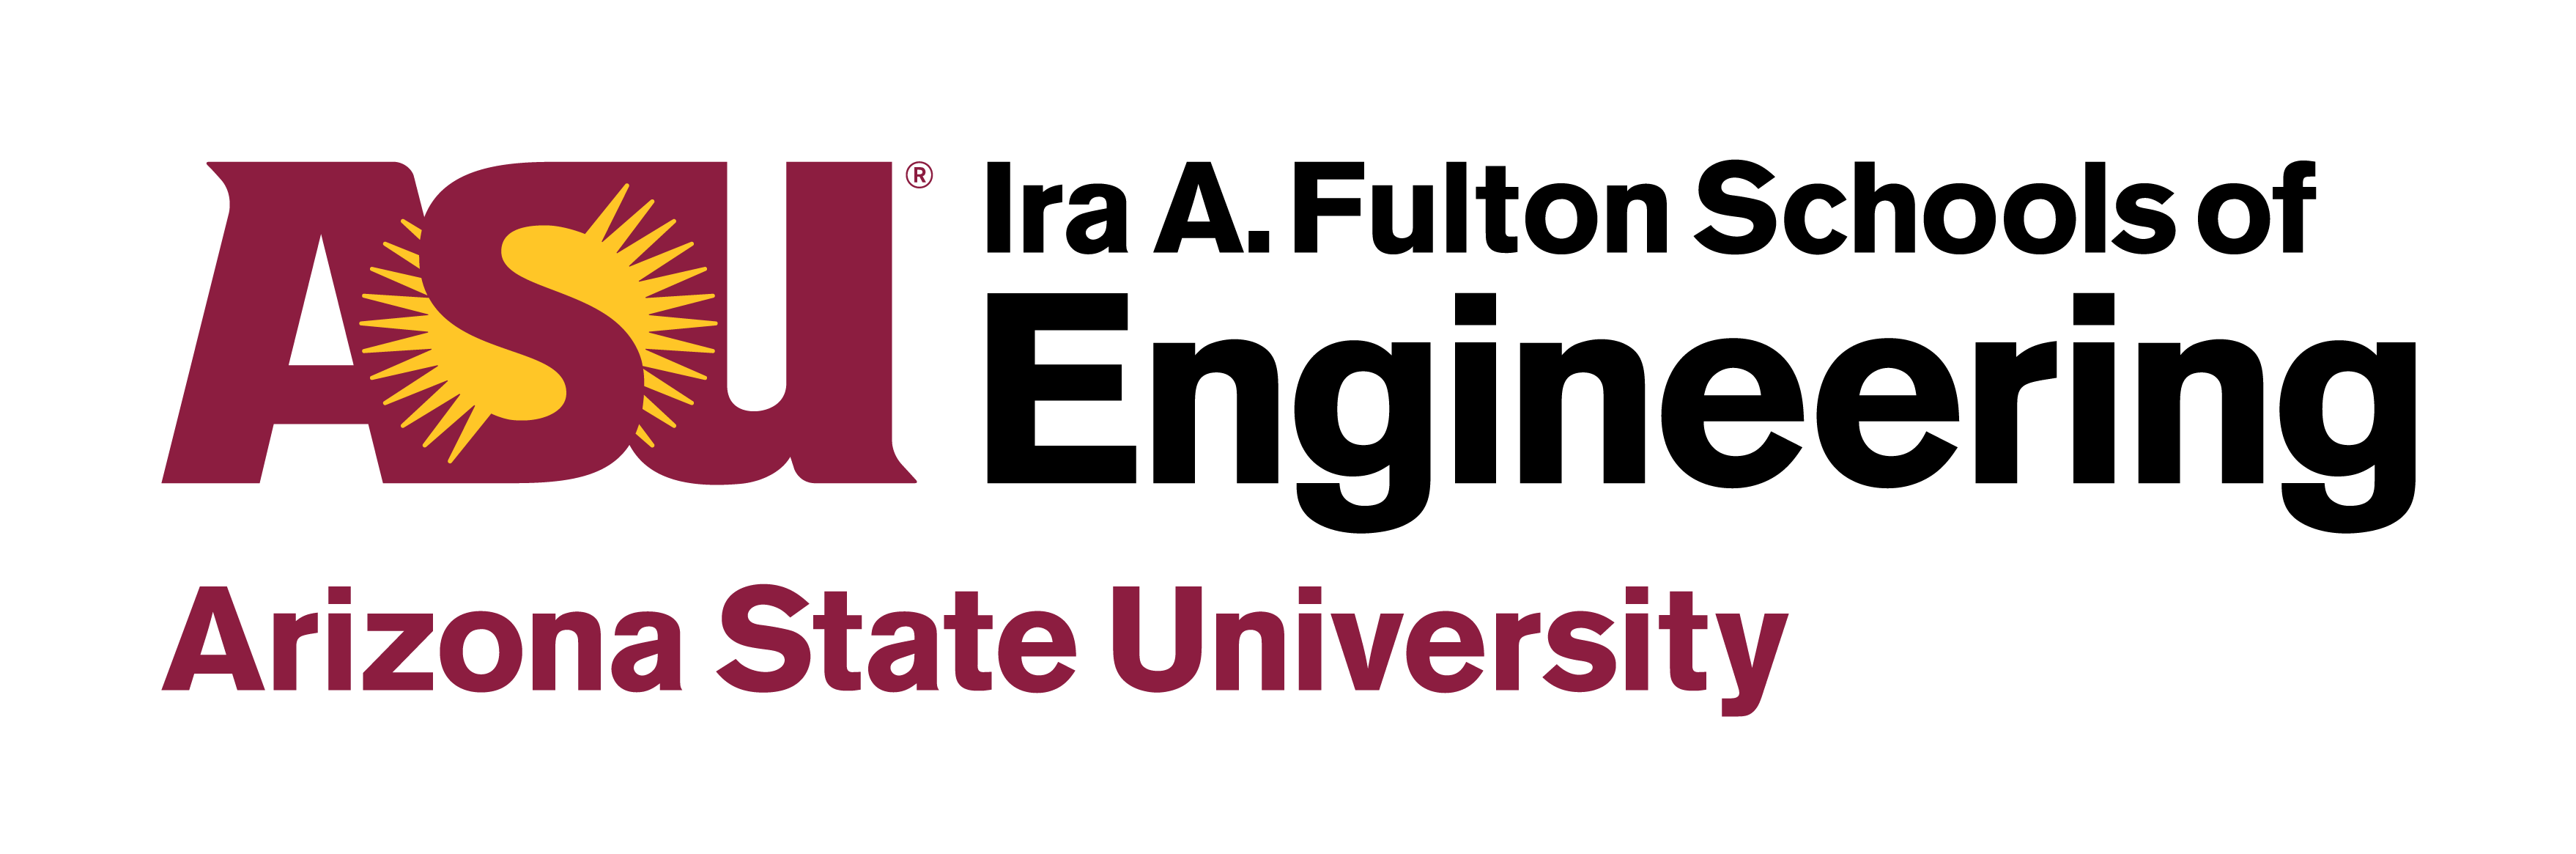 ASU® Ira A. Fulton Schools of
Engineering
Arizona State University